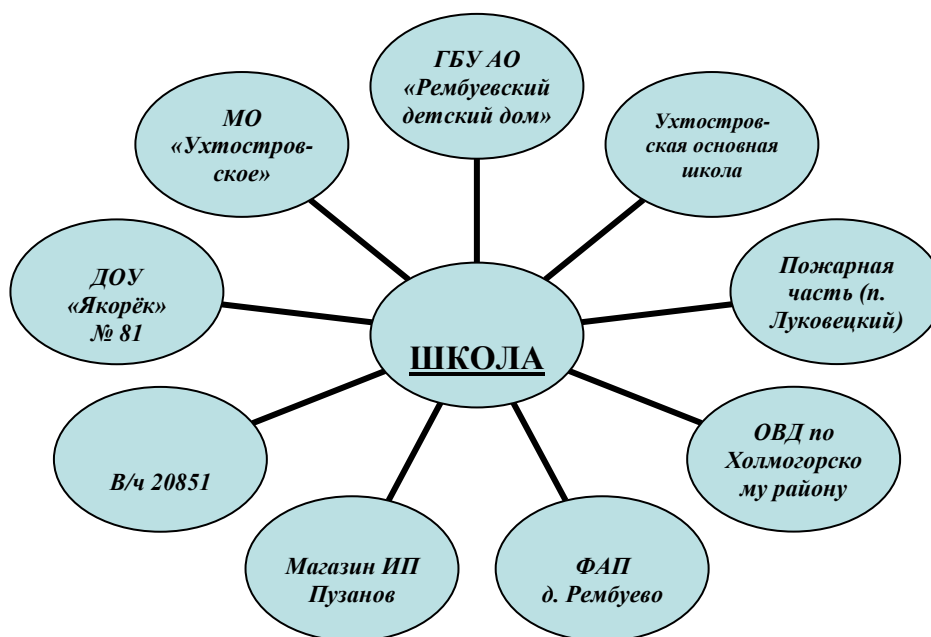 ГБУ АО
«Рембуевский
детский дом»
МО
«Ухтостров-
ское»
Ухтостров-
ская основная
школа
ДОУ
«Якорёк»
№ 81
Пожарная
часть (п.
Луковецкий)
ШКОЛА
В/ч 20851
ОВД по
Холмогорско
му району
Магазин ИП
Пузанов
ФАП
д. Рембуево